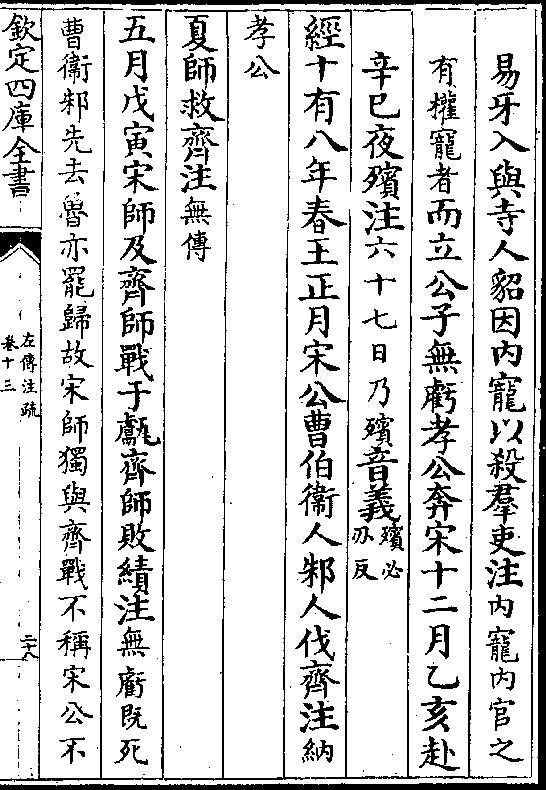 易牙入與寺人貂因内寵以殺羣吏注内寵内官之
有權寵者而立公子無虧孝公奔宋十二月乙亥赴
辛巳夜殯注六十七日乃殯音義殯必刃反
經十有八年春王正月宋公曹伯衞人邾人伐齊注納
孝公
夏師救齊注無傳
五月戊寅宋師及齊師戰于甗齊師敗績注無虧既死
曹衞邾先去魯亦罷歸故宋師獨與齊戰不稱宋公不
欽定四庫全書
左傳注疏
卷十三
二十八